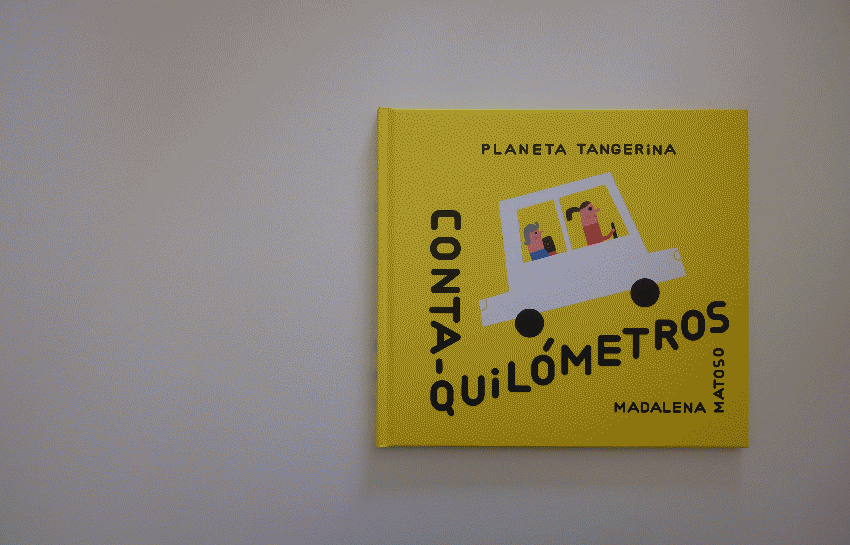 PLANETA TANGERiNA
CONTA-
QUiLÓMETROS
MADALENA
MATOSO